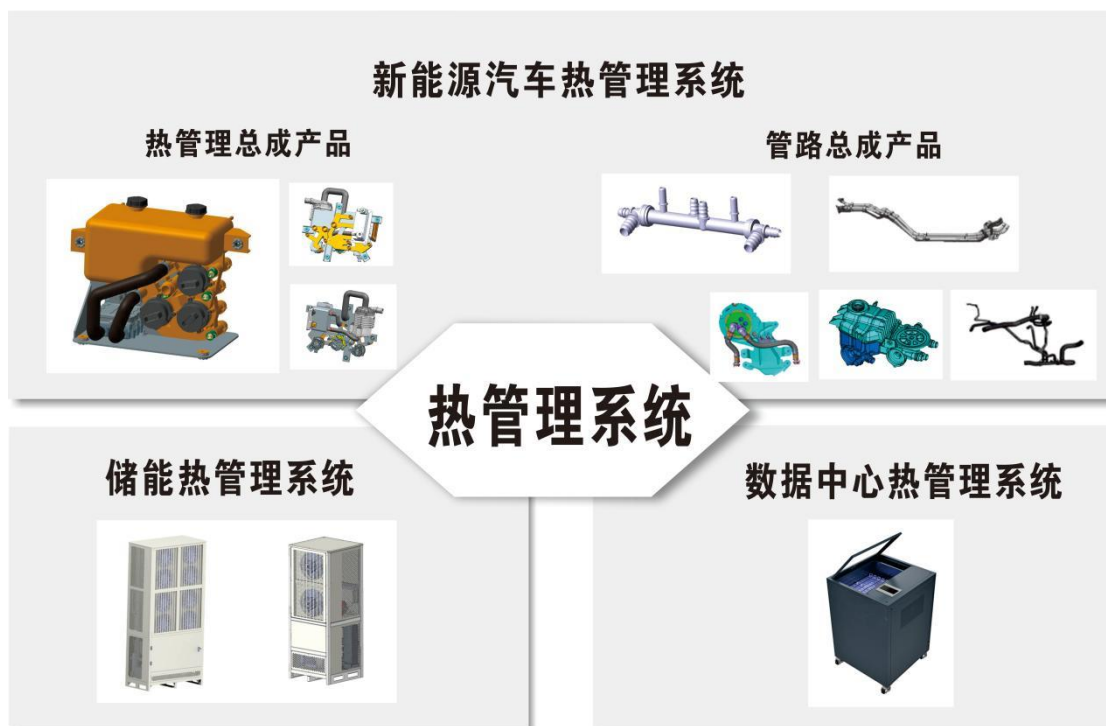 新能源汽车热管理系统
热管理总成产品
管路总成产品
热管理系统
储能热管理系统
数据中心热管理系统